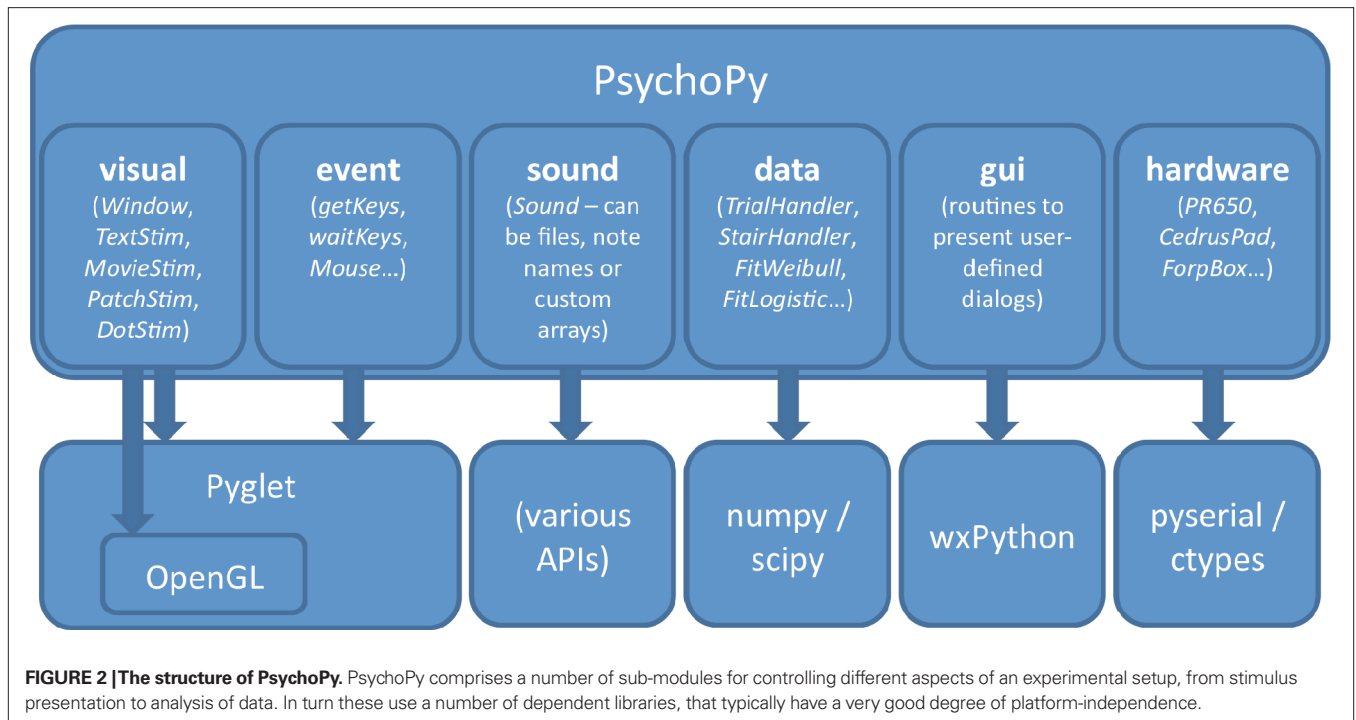 PsychoPy
visual
(Window,
TextStim,
MovieStim,
PatchStim,
DotStim)
event
(getKeys,
waitKeys,
Mouse…)
sound
(Sound – can
be files, note
names or
custom
arrays)
data
(TrialHandler,
StairHandler,
FitWeibull,
FitLogistic…)
gui
(routines to
present user-
defined
dialogs)
hardware
(PR650,
CedrusPad,
ForpBox…)
Pyglet
OpenGL
(various
APIs)
numpy /
scipy
wxPython
pyserial /
ctypes
FIGURE 2 | The structure of PsychoPy. PsychoPy comprises a number of sub-modules for controlling different aspects of an experimental setup, from stimulus
presentation to analysis of data. In turn these use a number of dependent libraries, that typically have a very good degree of platform-independence.